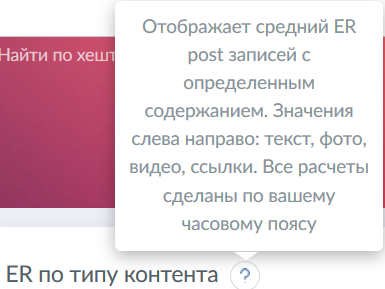 Отображает средний ER
post записей с
определенным
содержанием. Значения
слева направо: текст, фото,
видео, ссылки. Все расчеты
сделаны по вашему
часовому поясу
Найти по хешт
ER по типу контента ?